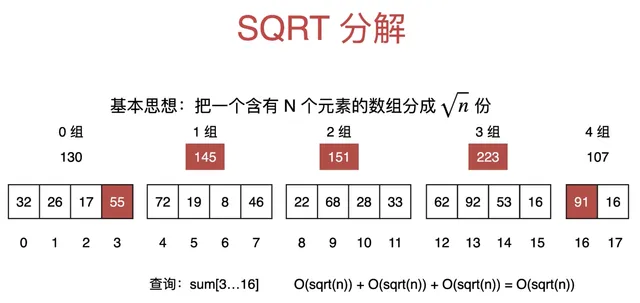 SQRT 分解
基本思想：把一个含有 N 个元素的数组分成 √n 份
0 组 1 组 2 组 3 组 4 组
130 145 151 223 107
32 26 17 55 72 19 8 46 22 68 28 33 62 92 53 16 91 16
0 1 2 3 4 5 6 7 8 9 10 11 12 13 14 15 16 17
查询：sum[3…16] O(sqrt(n)) + O(sqrt(n)) + O(sqrt(n)) = O(sqrt(n))